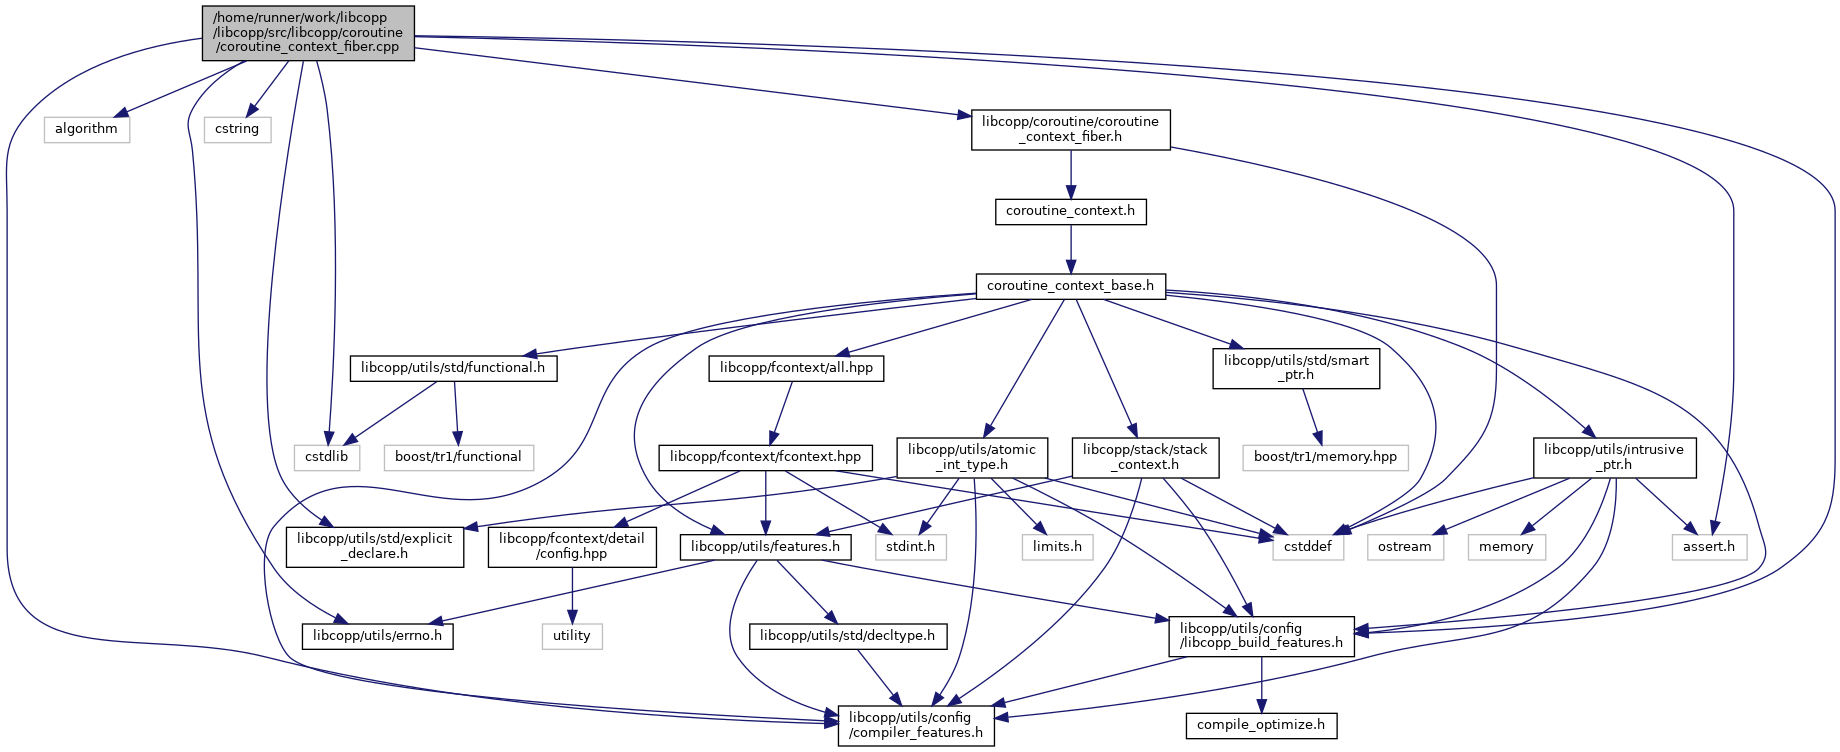 /home/runner/work/libcopp
/libcopp/src/libcopp/coroutine
/coroutine_context_fiber.cpp
algorithm
cstring
libcopp/coroutine/coroutine
_context_fiber.h
coroutine_context.h
coroutine_context_base.h
libcopp/utils/std/functional.h
libcopp/fcontext/all.hpp
libcopp/utils/std/smart
_ptr.h
cstdlib
boost/tr1/functional
libcopp/fcontext/fcontext.hpp
libcopp/utils/atomic
_int_type.h
libcopp/stack/stack
_context.h
boost/tr1/memory.hpp
libcopp/utils/intrusive
_ptr.h
libcopp/utils/std/explicit
_declare.h
libcopp/fcontext/detail
/config.hpp
libcopp/utils/features.h
stdint.h
limits.h
cstddef
ostream
memory
assert.h
libcopp/utils/errno.h
utility
libcopp/utils/std/decltype.h
libcopp/utils/config
/libcopp_build_features.h
libcopp/utils/config
/compiler_features.h
compile_optimize.h